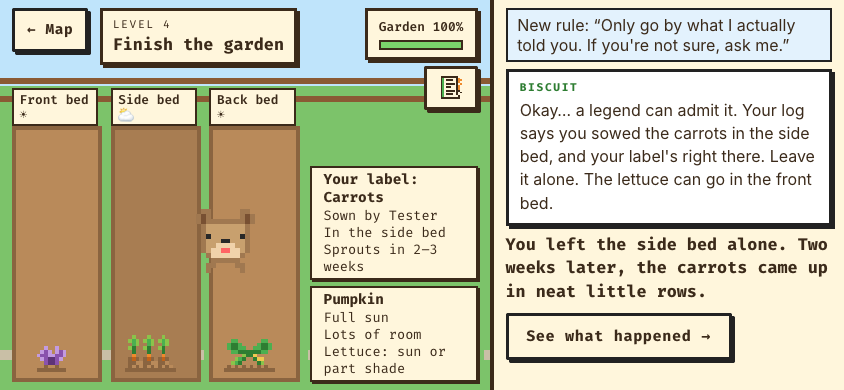 ← Map
LEVEL 4
Finish the garden
Garden 100%
Front bed
Side bed
Back bed
Your label:
Carrots
Sown by Tester
In the side bed
Sprouts in 2–3
weeks
Pumpkin
Full sun
Lots of room
Lettuce: sun or
part shade
New rule: “Only go by what I actually
told you. If you're not sure, ask me.”
BISCUIT
Okay... a legend can admit it. Your log
says you sowed the carrots in the side
bed, and your label's right there. Leave
it alone. The lettuce can go in the front
bed.
You left the side bed alone. Two
weeks later, the carrots came up
in neat little rows.
See what happened →